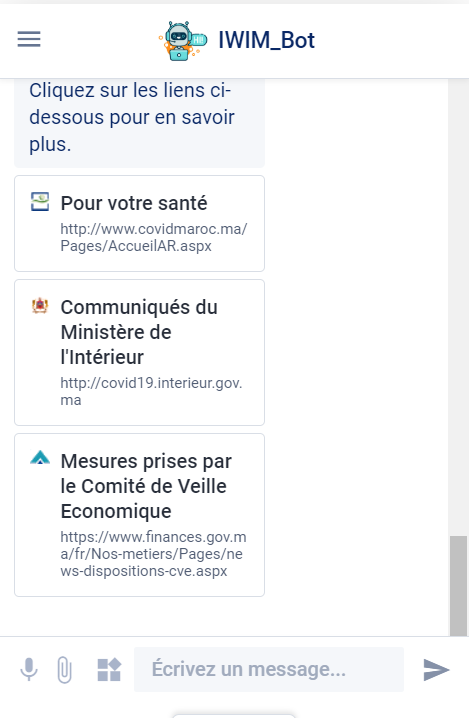 IWIM_Bot
Cliquez sur les liens ci-
dessous pour en savoir
plus.
Pour votre santé
http://www.covidmaroc.ma/
Pages/AccueilAR.aspx
Communiqués du
Ministère de
l'Intérieur
http://covid19.interieur.gov.
ma
Mesures prises par
le Comité de Veille
Economique
https://www.finances.gov.m
a/fr/Nos-metiers/Pages/ne
ws-dispositions-cve.aspx
Écrivez un message...